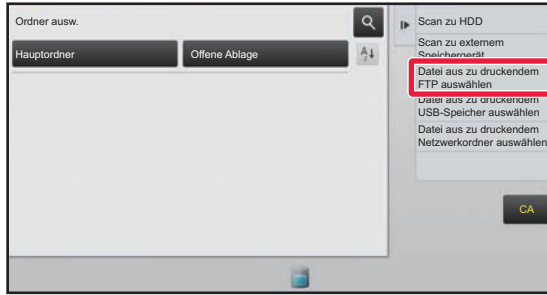 Ordner ausw.
Hauptordner
Offene Ablage
Scan zu HDD
Scan zu externem
Speichergerät
Datei aus zu druckendem
FTP auswählen
Datei aus zu druckendem
USB-Speicher auswählen
Datei aus zu druckendem
Netzwerkordner auswählen
CA